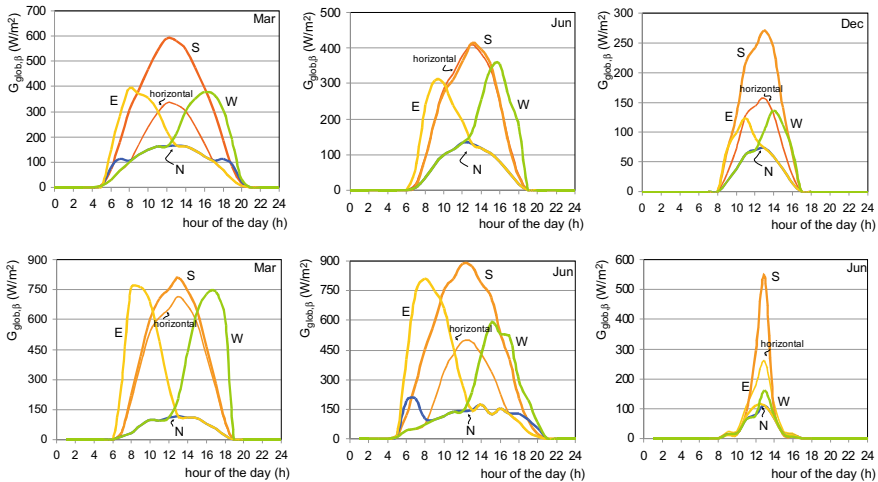 G_glob,β (W/m²)
700
600
500
400
300
200
100
0
Mar
S
E
horizontal
W
N
0 2 4 6 8 10 12 14 16 18 20 22 24
hour of the day (h)
G_glob,β (W/m²)
500
400
300
200
100
0
Jun
S
horizontal
E
W
N
0 2 4 6 8 10 12 14 16 18 20 22 24
hour of the day (h)
G_glob,β (W/m²)
300
250
200
150
100
50
0
Dec
S
horizontal
E
W
N
0 2 4 6 8 10 12 14 16 18 20 22 24
hour of the day (h)
G_glob,β (W/m²)
900
750
600
450
300
150
0
Mar
S
E
horizontal
W
N
0 2 4 6 8 10 12 14 16 18 20 22 24
hour of the day (h)
G_glob,β (W/m²)
900
750
600
450
300
150
0
Jun
S
E
horizontal
W
N
0 2 4 6 8 10 12 14 16 18 20 22 24
hour of the day (h)
G_glob,β (W/m²)
600
500
400
300
200
100
0
Jun
S
horizontal
E
W
N
0 2 4 6 8 10 12 14 16 18 20 22 24
hour of the day (h)